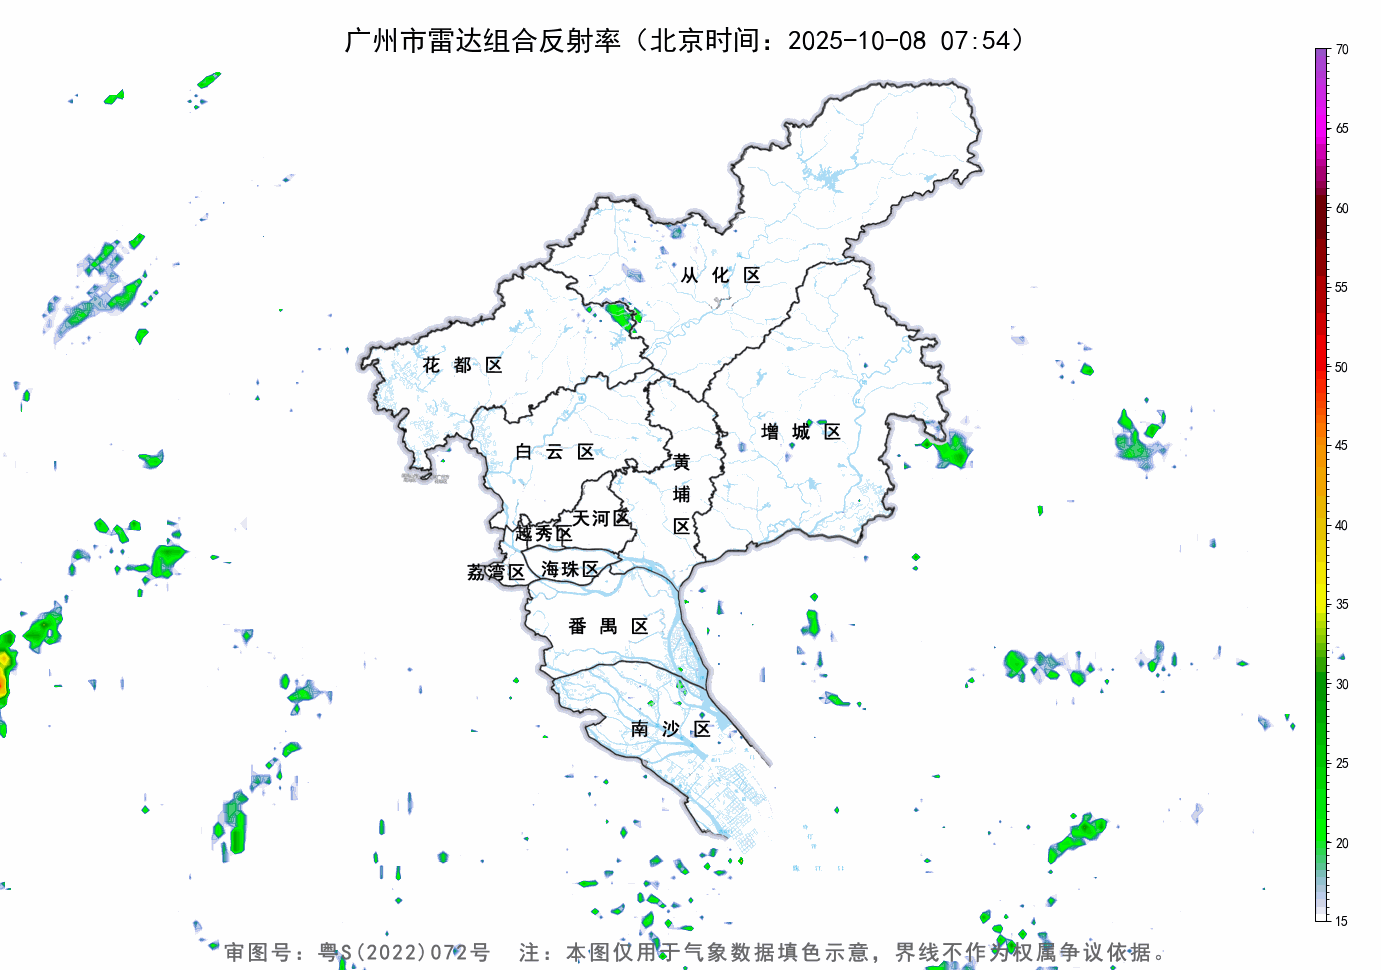 广州市雷达组合反射率（北京时间：2025-10-08 07:54）
70
65
60
55
50
45
40
35
30
25
20
15
从化区
花都区
增城区
白云区
黄埔区
天河区
越秀区
海珠区
荔湾区
番禺区
南沙区
审图号：粤S(2022)072号　注：本图仅用于气象数据填色示意，界线不作为权属争议依据。